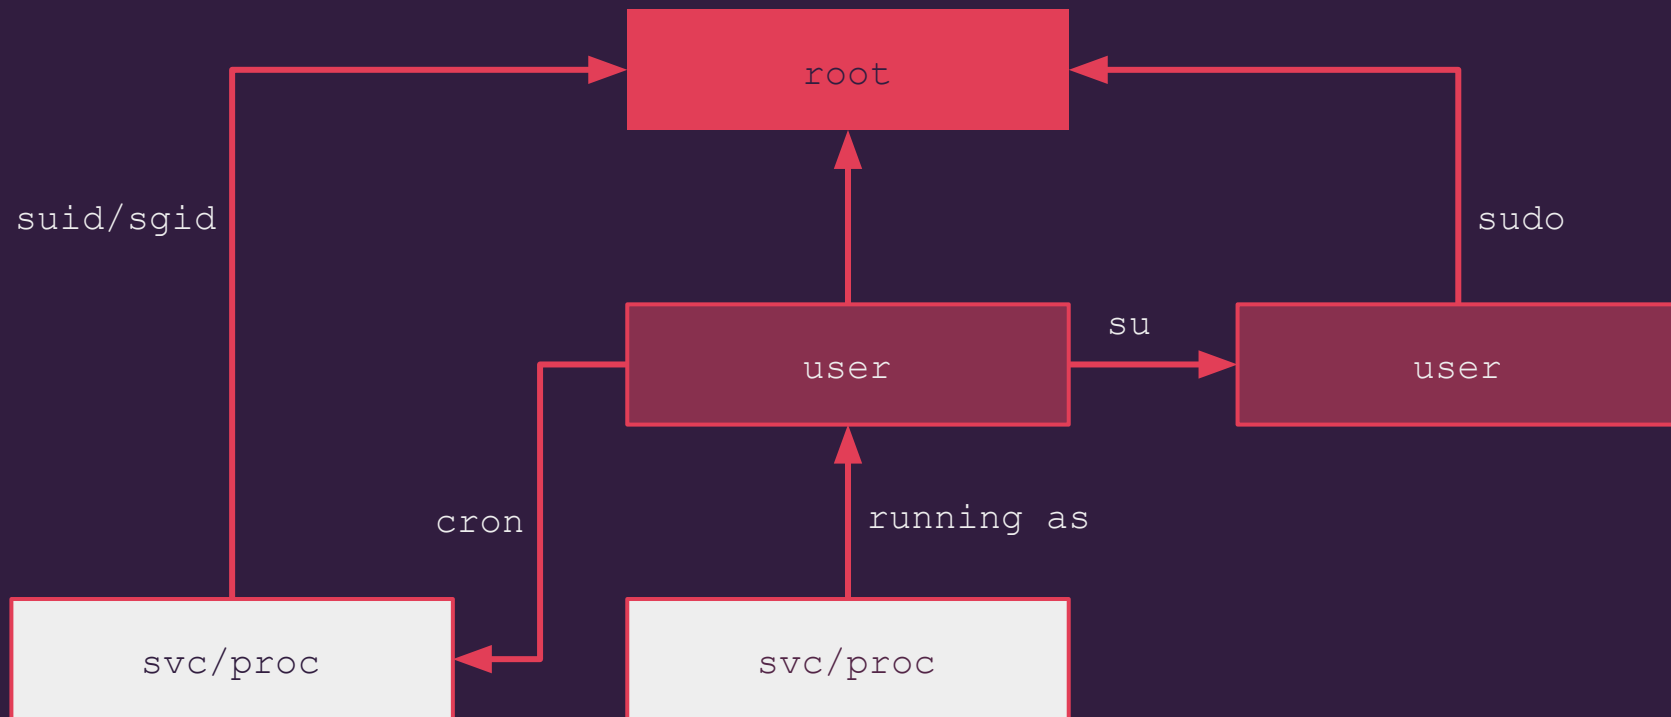 root
suid/sgid
sudo
su
user
user
cron
running as
svc/proc
svc/proc